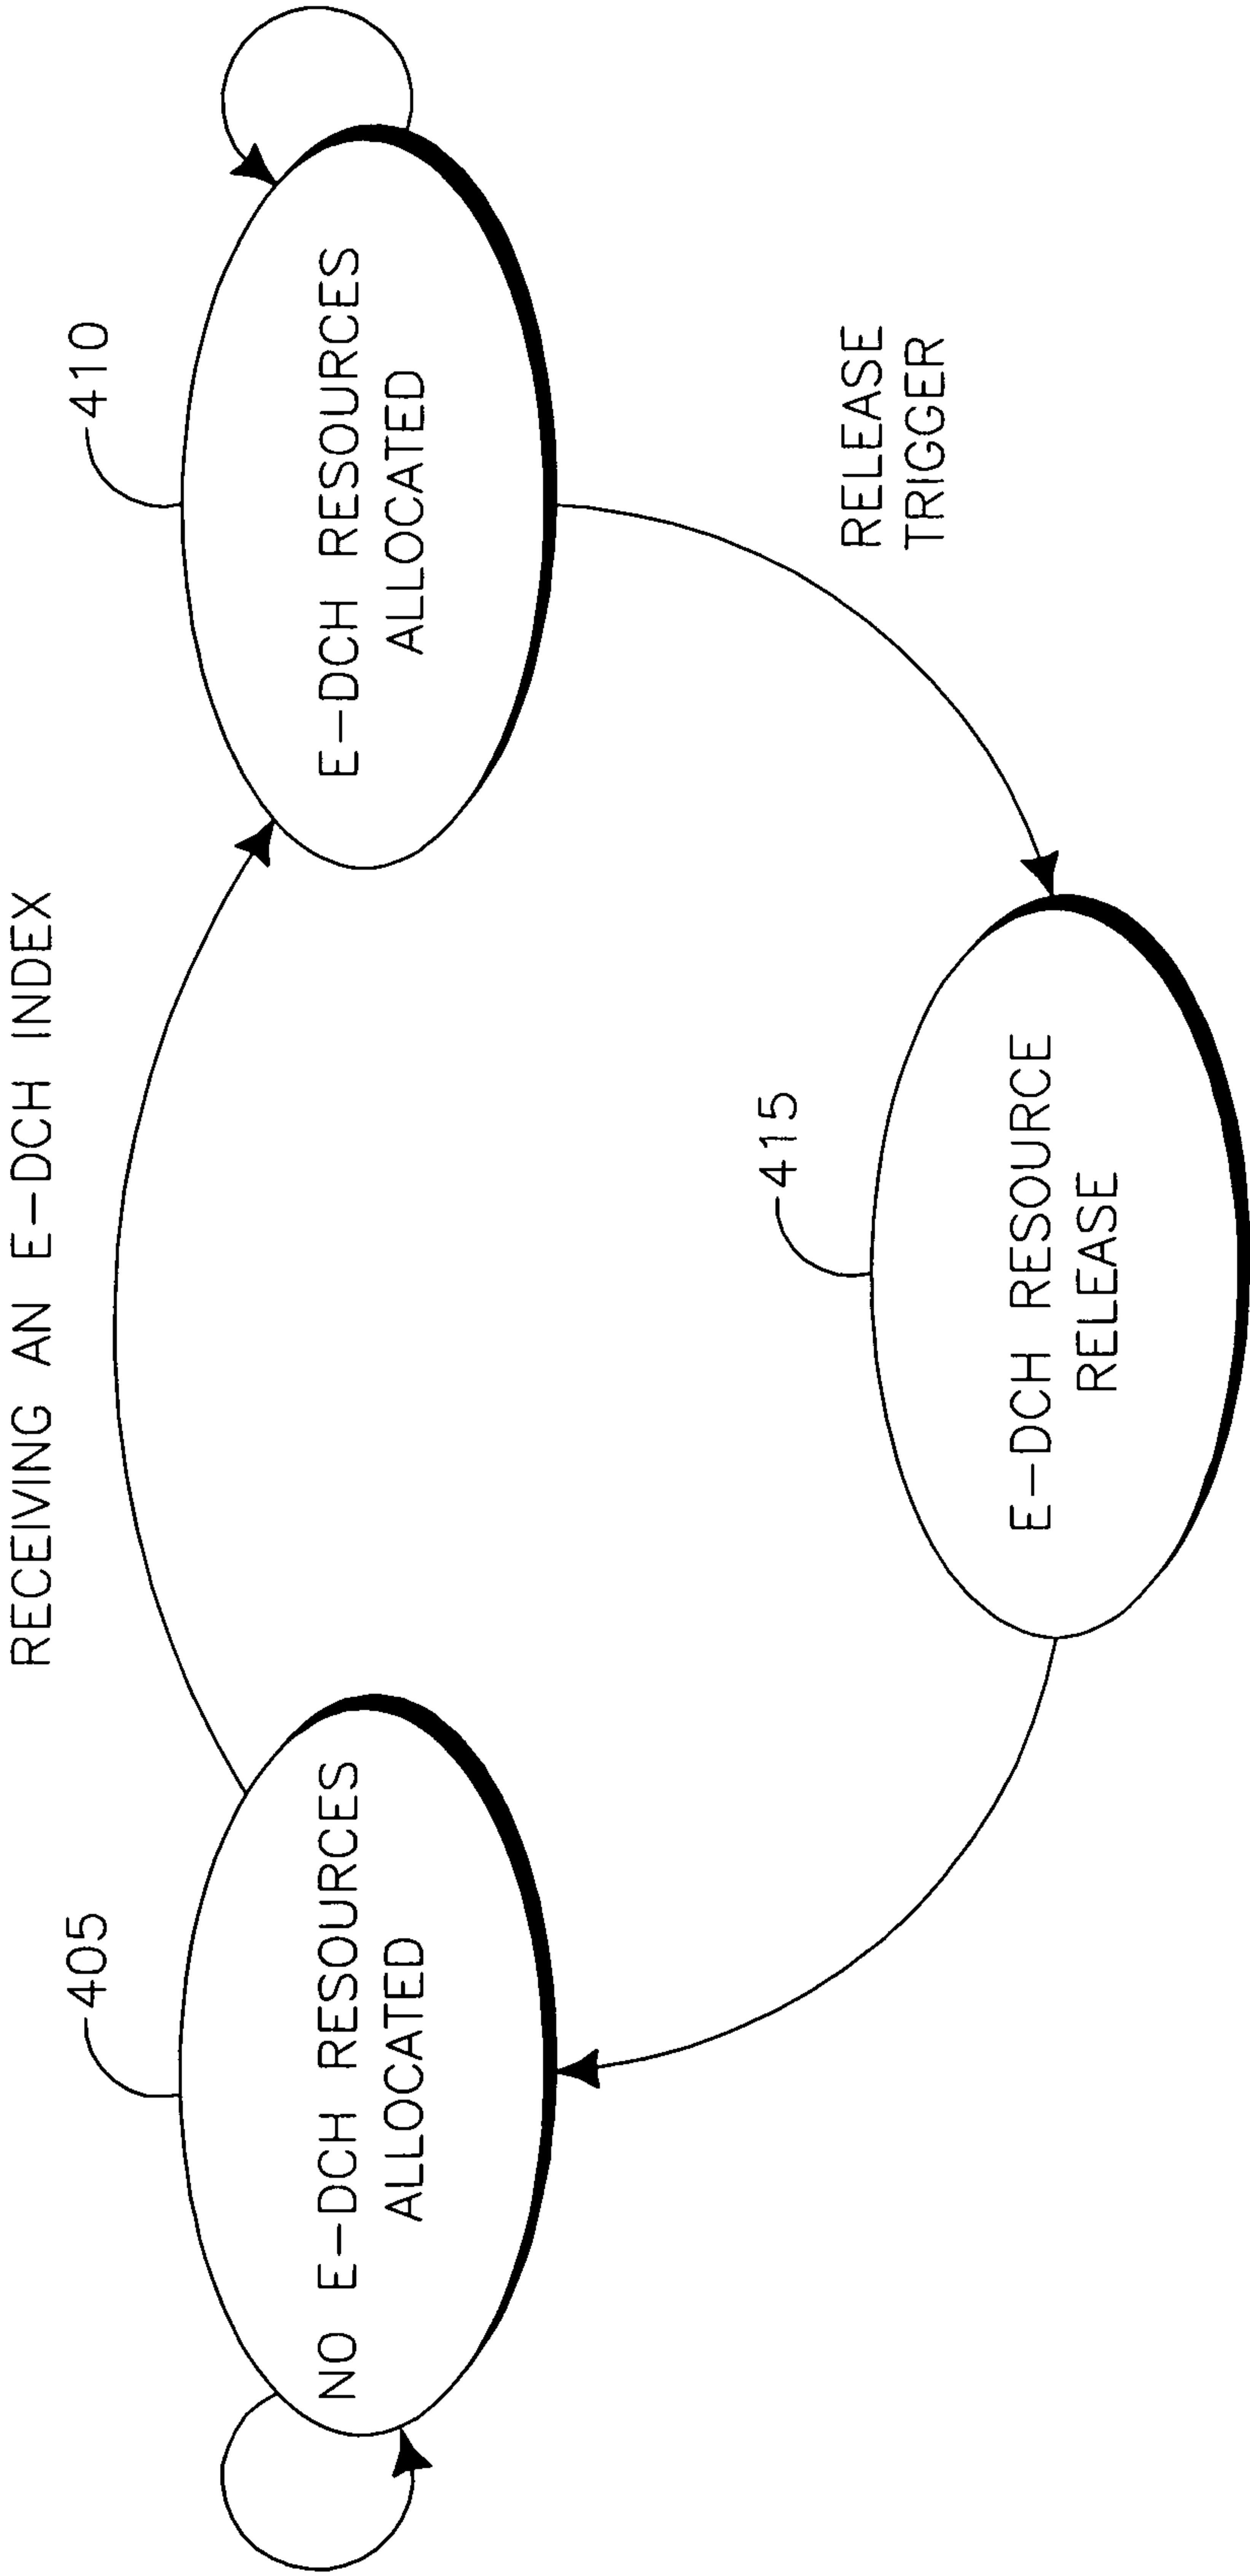 RECEIVING AN E-DCH INDEX
405
NO E-DCH RESOURCES
ALLOCATED
410
E-DCH RESOURCES
ALLOCATED
415
E-DCH RESOURCE
RELEASE
RELEASE
TRIGGER